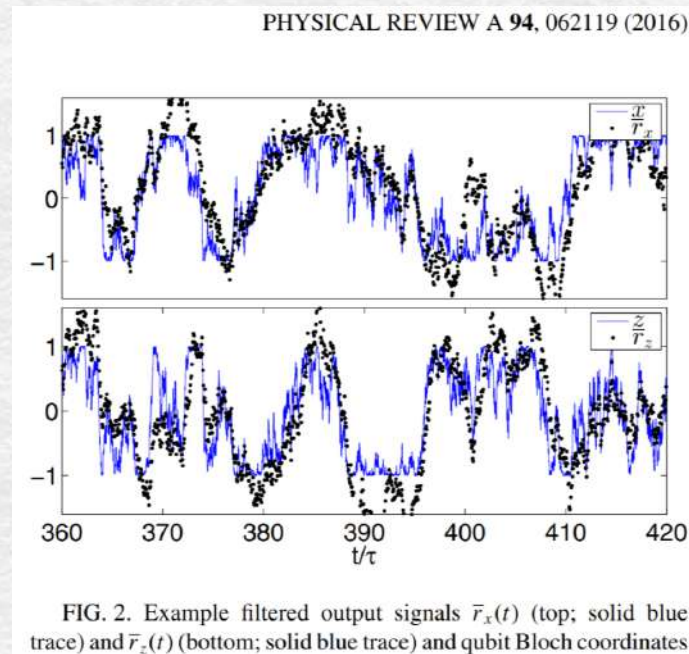 PHYSICAL REVIEW A 94, 062119 (2016)
x
r̅x
1
0
−1
z
r̅z
1
0
−1
360 370 380 390 400 410 420
t/τ
FIG. 2. Example filtered output signals r̅x(t) (top; solid blue
trace) and r̅z(t) (bottom; solid blue trace) and qubit Bloch coordinates